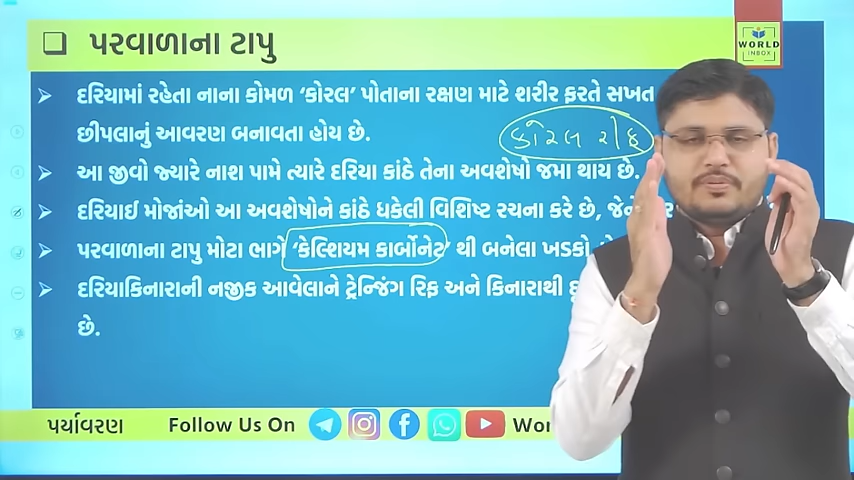 પરવાળાના ટાપુ
WORLD
INBOX
દરિયામાં રહેતા નાના કોમળ ‘કોરલ’ પોતાના રક્ષણ માટે શરીર ફરતે સખત
છીપલાનું આવરણ બનાવતા હોય છે.
કોરલ રીફ
આ જીવો જ્યારે નાશ પામે ત્યારે દરિયા કાંઠે તેના અવશેષો જમા થાય છે.
દરિયાઈ મોજાંઓ આ અવશેષોને કાંઠે ધકેલી વિશિષ્ટ રચના કરે છે,
પરવાળાના ટાપુ મોટા ભાગે ‘કેલ્શિયમ કાર્બોનેટ’ થી બનેલા ખડકો
દરિયાકિનારાની નજીક આવેલાને ફ્રેન્જિંગ રિફ અને કિનારાથી
છે.
પર્યાવરણ Follow Us On